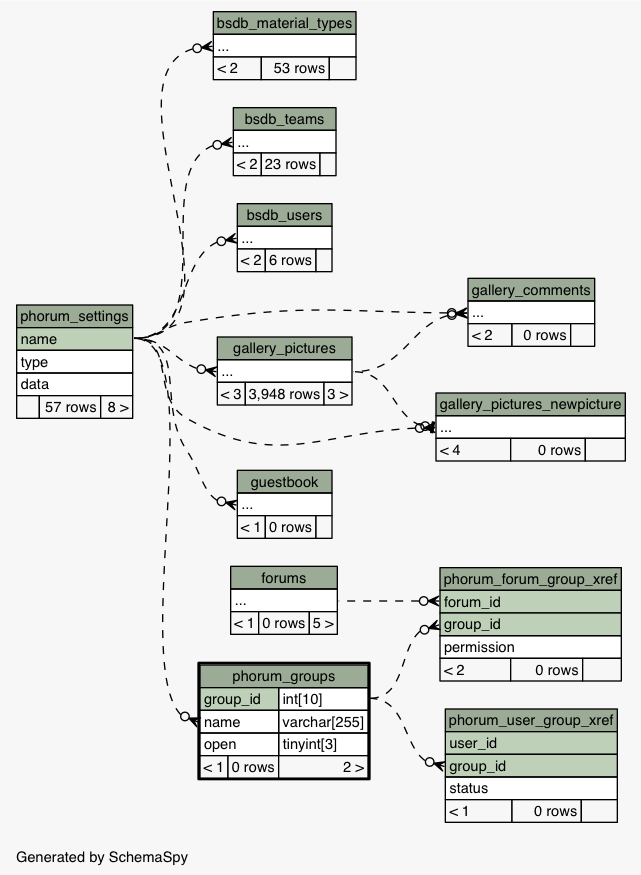 bsdb_material_types
...
< 2 53 rows
bsdb_teams
...
< 2 23 rows
bsdb_users
...
< 2 6 rows
gallery_comments
...
< 2 0 rows
phorum_settings
name
type
data
57 rows 8 >
gallery_pictures
...
< 3 3,948 rows 3 >
gallery_pictures_newpicture
...
< 4 0 rows
guestbook
...
< 1 0 rows
forums
...
< 1 0 rows 5 >
phorum_forum_group_xref
forum_id
group_id
permission
< 2 0 rows
phorum_groups
group_id int[10]
name varchar[255]
open tinyint[3]
< 1 0 rows 2 >
phorum_user_group_xref
user_id
group_id
status
< 1 0 rows
Generated by SchemaSpy